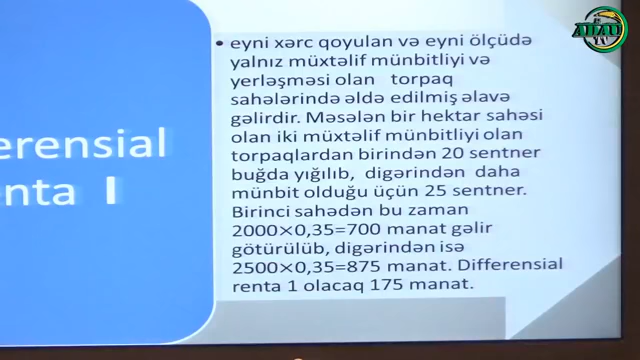 ADAU
TV
erensial
nta I
• eyni xərc qoyulan və eyni ölçüdə
yalnız müxtəlif münbitliyi və
yerləşməsi olan torpaq
sahələrində əldə edilmiş əlavə
gəlirdir. Məsələn bir hektar sahəsi
olan iki müxtəlif münbitliyi olan
torpaqlardan birindən 20 sentner
buğda yığılıb, digərindən daha
münbit olduğu üçün 25 sentner.
Birinci sahədən bu zaman
2000×0,35=700 manat gəlir
götürülüb, digərindən isə
2500×0,35=875 manat. Differensial
renta 1 olacaq 175 manat.